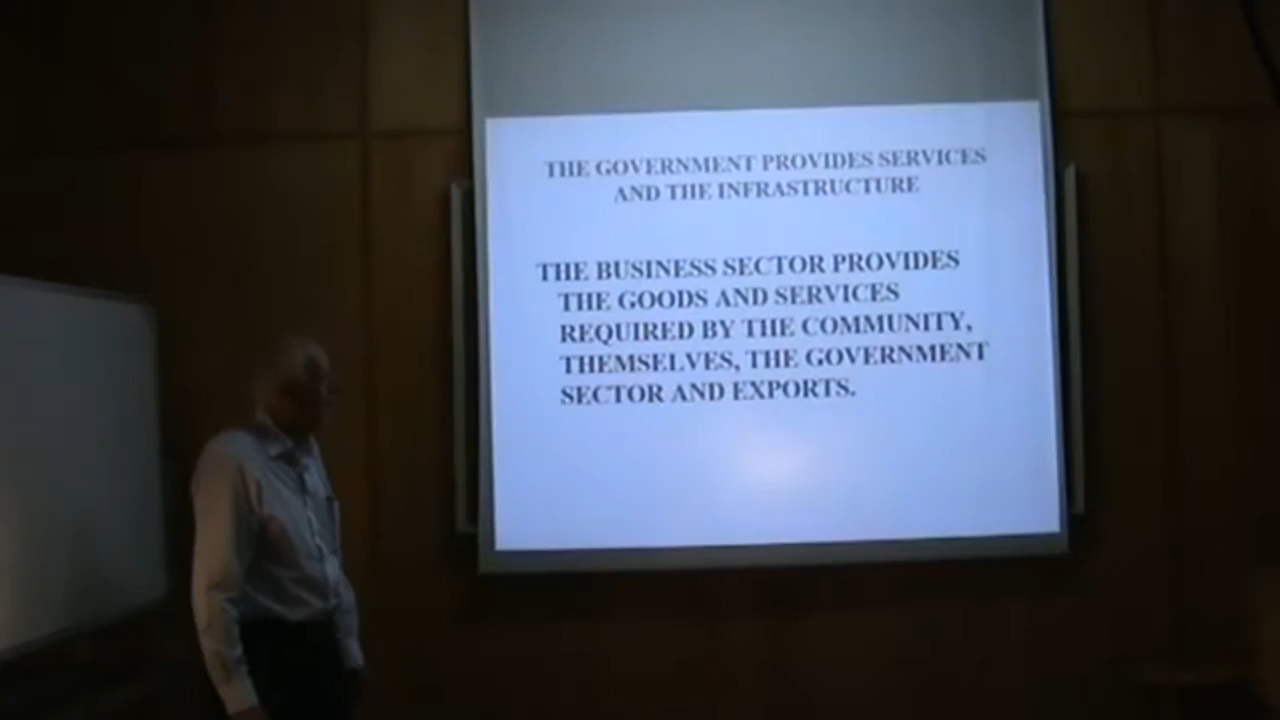 THE GOVERNMENT PROVIDES SERVICES
AND THE INFRASTRUCTURE
THE BUSINESS SECTOR PROVIDES
THE GOODS AND SERVICES
REQUIRED BY THE COMMUNITY,
THEMSELVES, THE GOVERNMENT
SECTOR AND EXPORTS.